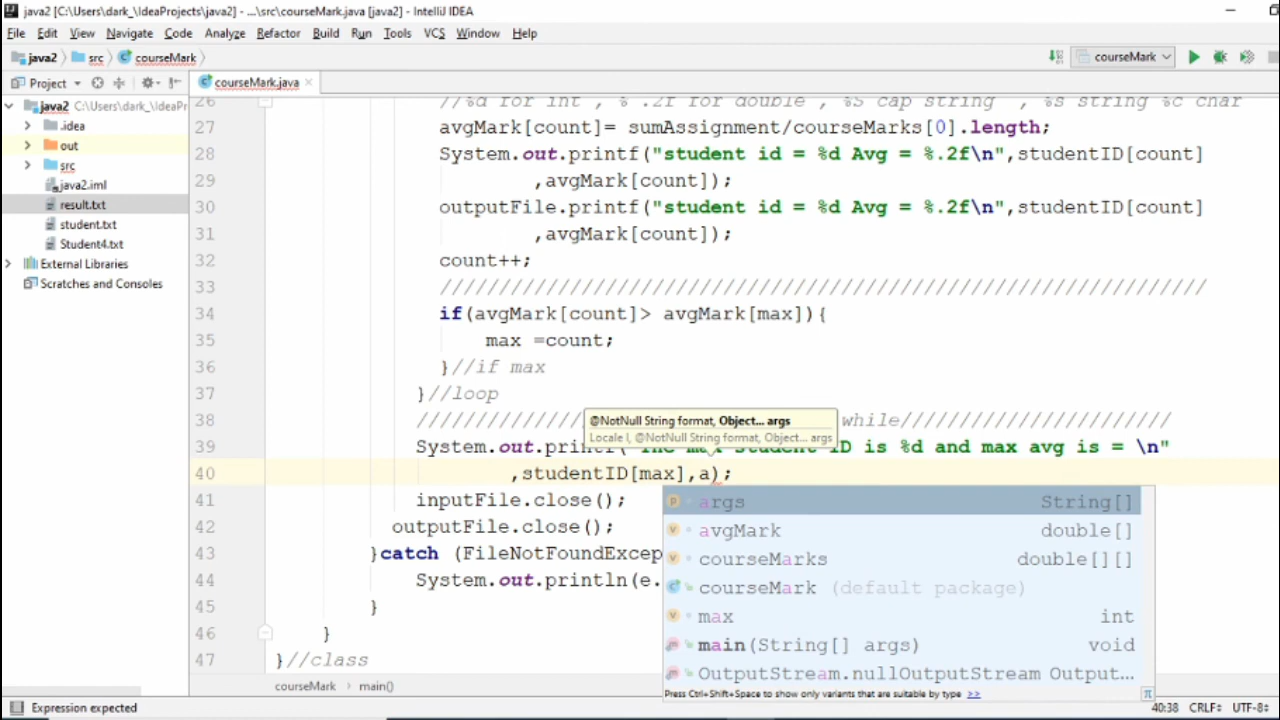 java2 [C:\Users\dark_\IdeaProjects\java2] - ...\src\courseMark.java [java2] - IntelliJ IDEA
File Edit View Navigate Code Analyze Refactor Build Run Tools VCS Window Help
java2 src courseMark courseMark
Project courseMark.java
java2 C:\Users\dark_\IdeaPr
.idea
out
src
java2.iml
result.txt
student.txt
Student4.txt
External Libraries
Scratches and Consoles
26 //%d for int , % .2f for double , %S cap string , %s string %c char
27 avgMark[count]= sumAssignment/courseMarks[0].length;
28 System.out.printf("student id = %d Avg = %.2f\n",studentID[count]
29 ,avgMark[count]);
30 outputFile.printf("student id = %d Avg = %.2f\n",studentID[count]
31 ,avgMark[count]);
32 count++;
33 //////////////////////////////////////////////////////////////////
34 if(avgMark[count]> avgMark[max]){
35 max =count;
36 }//if max
37 }//loop
@NotNull String format, Object... args
Locale l, @NotNull String format, Object... args
38 ////////////// while///////////////////////
39 System.out.printf("The max student ID is %d and max avg is = \n"
40 ,studentID[max],a);
41 inputFile.close();
42 outputFile.close();
43 }catch (FileNotFoundExcep
44 System.out.println(e.
45 }
46 }
47 }//class
args String[]
avgMark double[]
courseMarks double[][]
courseMark (default package)
max int
main(String[] args) void
OutputStream.nullOutputStream Output...
Press Ctrl+Shift+Space to show only variants that are suitable by type >>
π
courseMark main()
Expression expected 40:38 CRLF UTF-8